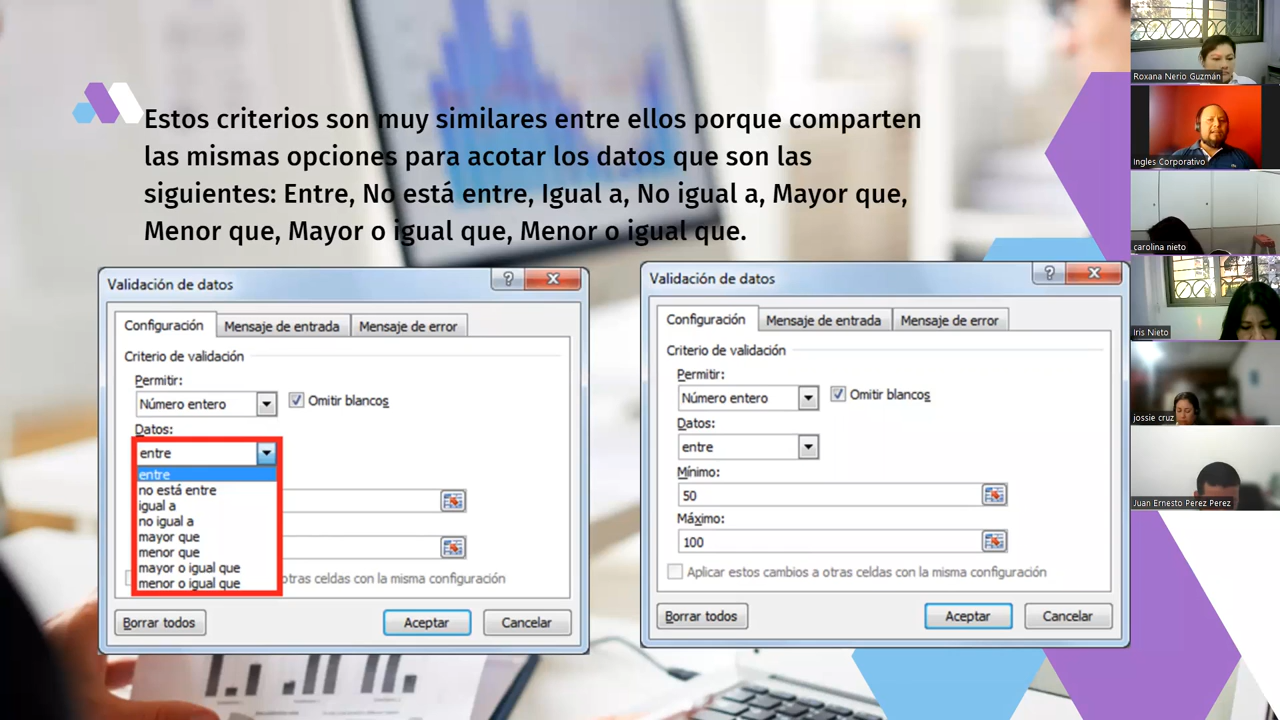 Estos criterios son muy similares entre ellos porque comparten
las mismas opciones para acotar los datos que son las
siguientes: Entre, No está entre, Igual a, No igual a, Mayor que,
Menor que, Mayor o igual que, Menor o igual que.
Validación de datos
Configuración
Mensaje de entrada
Mensaje de error
Criterio de validación
Permitir:
Número entero
Omitir blancos
Datos:
entre
entre
no está entre
igual a
no igual a
mayor que
menor que
mayor o igual que
menor o igual que
otras celdas con la misma configuración
Borrar todos
Aceptar
Cancelar
Validación de datos
Configuración
Mensaje de entrada
Mensaje de error
Criterio de validación
Permitir:
Número entero
Omitir blancos
Datos:
entre
Mínimo:
50
Máximo:
100
Aplicar estos cambios a otras celdas con la misma configuración
Borrar todos
Aceptar
Cancelar
Roxana Nerio Guzmán
Ingles Corporativo
carolina nieto
Iris Nieto
jossie cruz
Juan Ernesto Perez Perez